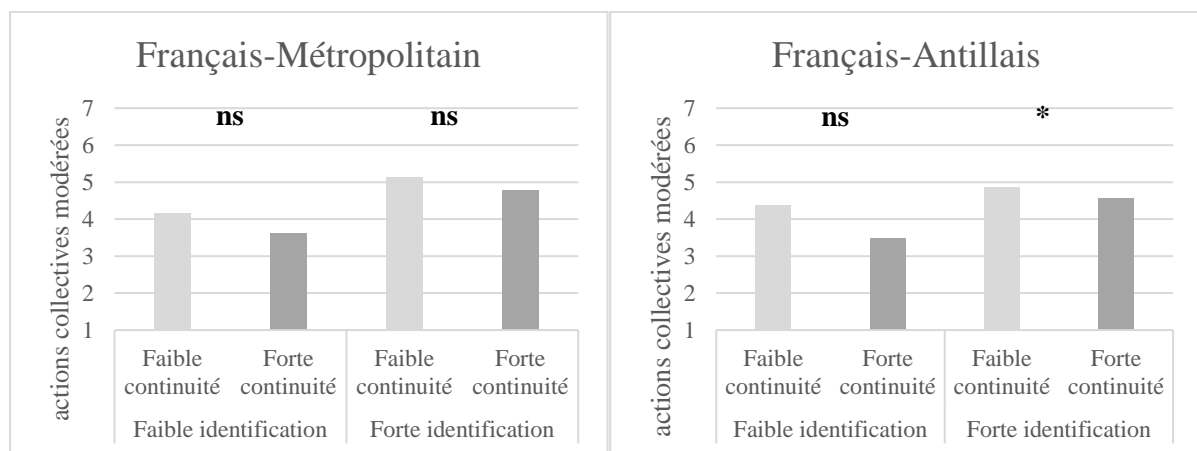 Français-Métropolitain
actions collectives modérées
7
6
5
4
3
2
1
ns
ns
Faible continuité
Forte continuité
Faible continuité
Forte continuité
Faible identification
Forte identification
Français-Antillais
actions collectives modérées
7
6
5
4
3
2
1
ns
*
Faible continuité
Forte continuité
Faible continuité
Forte continuité
Faible identification
Forte identification